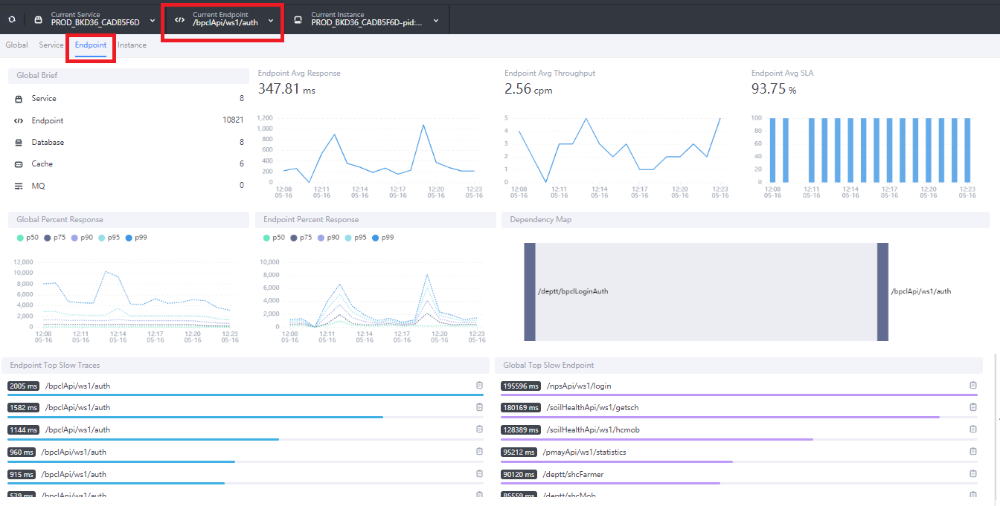 Current Service
PROD_BKD36_CADB5F6D
Current Endpoint
/bpclApi/ws1/auth
Current Instance
PROD_BKD36_CADB5F6D-pid:...
Global Service Endpoint Instance
Global Brief
Service 8
Endpoint 10821
Database 8
Cache 6
MQ 0
Endpoint Avg Response
347.81 ms
1,200
1,000
800
600
400
200
0
12:08 12:11 12:14 12:17 12:20 12:23
05-16 05-16 05-16 05-16 05-16 05-16
Endpoint Avg Throughput
2.56 cpm
5
4
3
2
1
0
12:08 12:11 12:14 12:17 12:20 12:23
05-16 05-16 05-16 05-16 05-16 05-16
Endpoint Avg SLA
93.75 %
100
80
60
40
20
0
12:08 12:11 12:14 12:17 12:20 12:23
05-16 05-16 05-16 05-16 05-16 05-16
Global Percent Response
p50 p75 p90 p95 p99
12,000
10,000
8,000
6,000
4,000
2,000
0
12:08 12:11 12:14 12:17 12:20 12:23
05-16 05-16 05-16 05-16 05-16 05-16
Endpoint Percent Response
p50 p75 p90 p95 p99
10,000
8,000
6,000
4,000
2,000
0
12:08 12:11 12:14 12:17 12:20 12:23
05-16 05-16 05-16 05-16 05-16 05-16
Dependency Map
/deptt/bpclLoginAuth
/bpclApi/ws1/auth
Endpoint Top Slow Traces
2005 ms /bpclApi/ws1/auth
1582 ms /bpclApi/ws1/auth
1144 ms /bpclApi/ws1/auth
960 ms /bpclApi/ws1/auth
915 ms /bpclApi/ws1/auth
539 ms /bpclApi/ws1/auth
Global Top Slow Endpoint
195596 ms /npsApi/ws1/login
180169 ms /soilHealthApi/ws1/getsch
128389 ms /soilHealthApi/ws1/hcmob
95212 ms /pmayApi/ws1/statistics
90120 ms /deptt/shcFarmer
85559 ms /deptt/shcMob